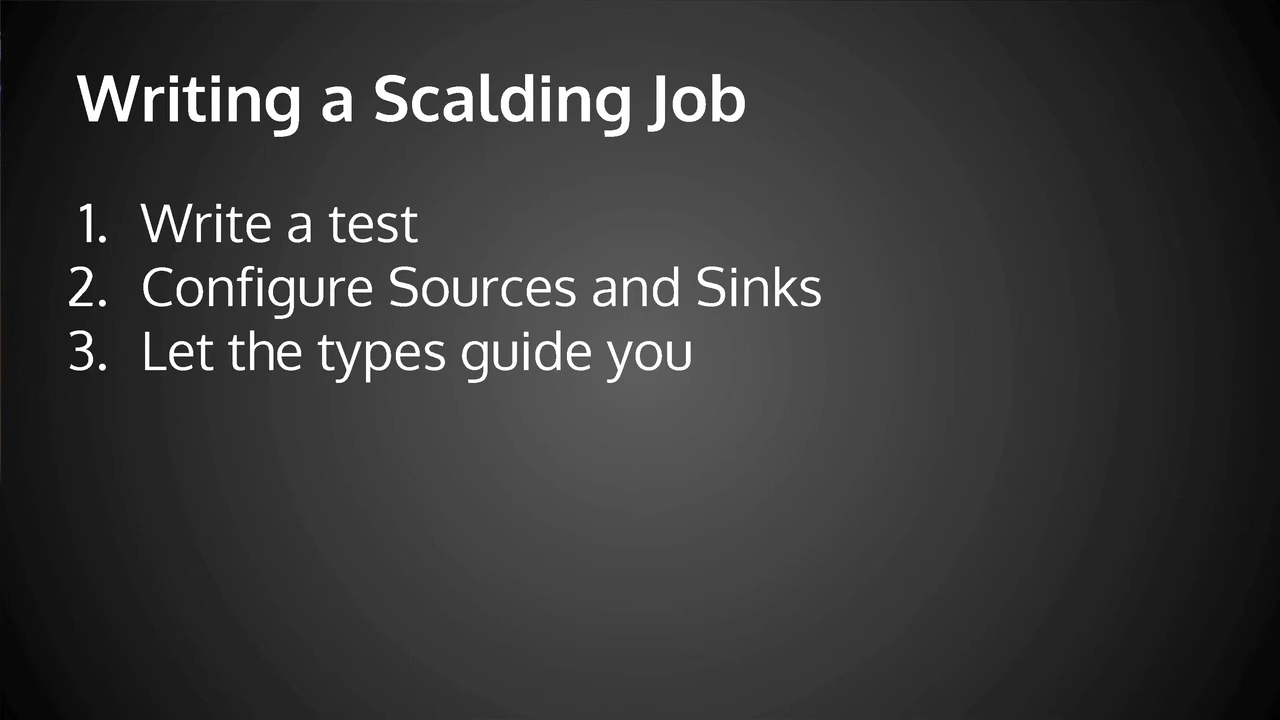 Writing a Scalding Job
1. Write a test
2. Configure Sources and Sinks
3. Let the types guide you